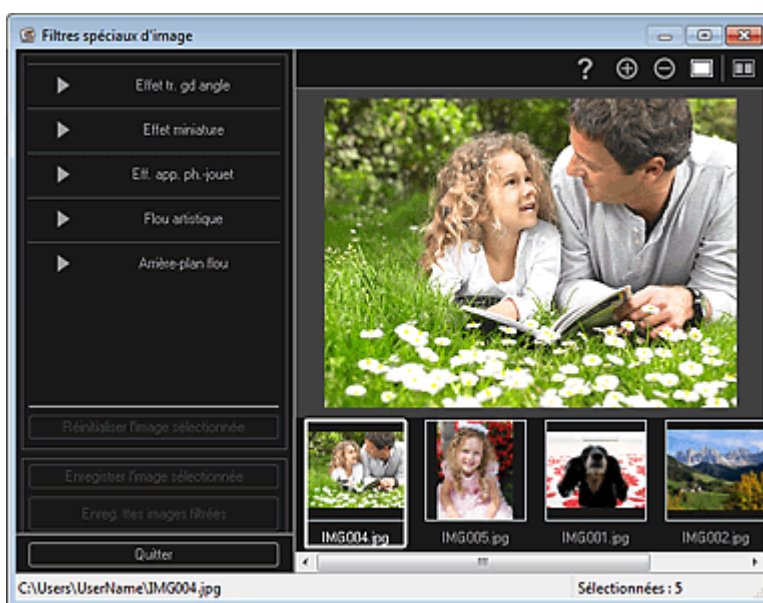 Filtres spéciaux d'image
Effet tr. gd angle
Effet miniature
Eff. app. ph.-jouet
Flou artistique
Arrière-plan flou
Réinitialiser l'image sélectionnée
Enregistrer l'image sélectionnée
Enreg. ttes images filtrées
Quitter
?
IMG004.jpg
IMG005.jpg
IMG001.jpg
IMG002.jpg
C:\Users\UserName\IMG004.jpg
Sélectionnées : 5